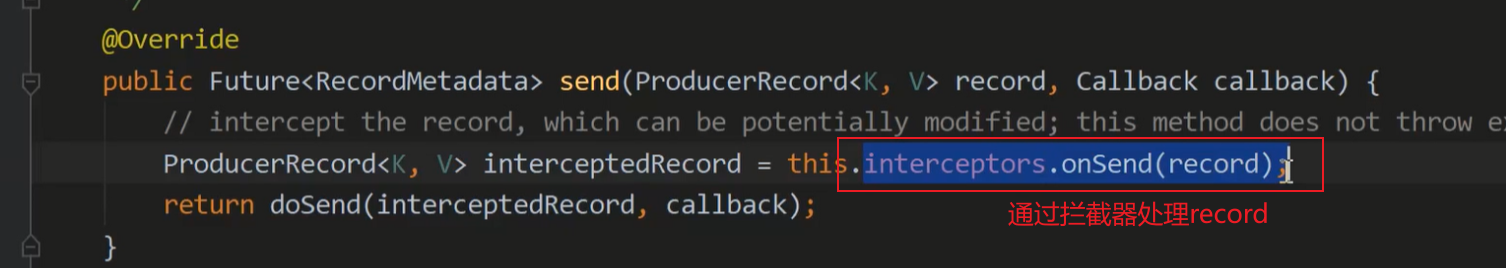 /
@Override
public Future<RecordMetadata> send(ProducerRecord<K, V> record, Callback callback) {
// intercept the record, which can be potentially modified; this method does not throw ex
ProducerRecord<K, V> interceptedRecord = this.interceptors.onSend(record);
通过拦截器处理record
return doSend(interceptedRecord, callback);
}